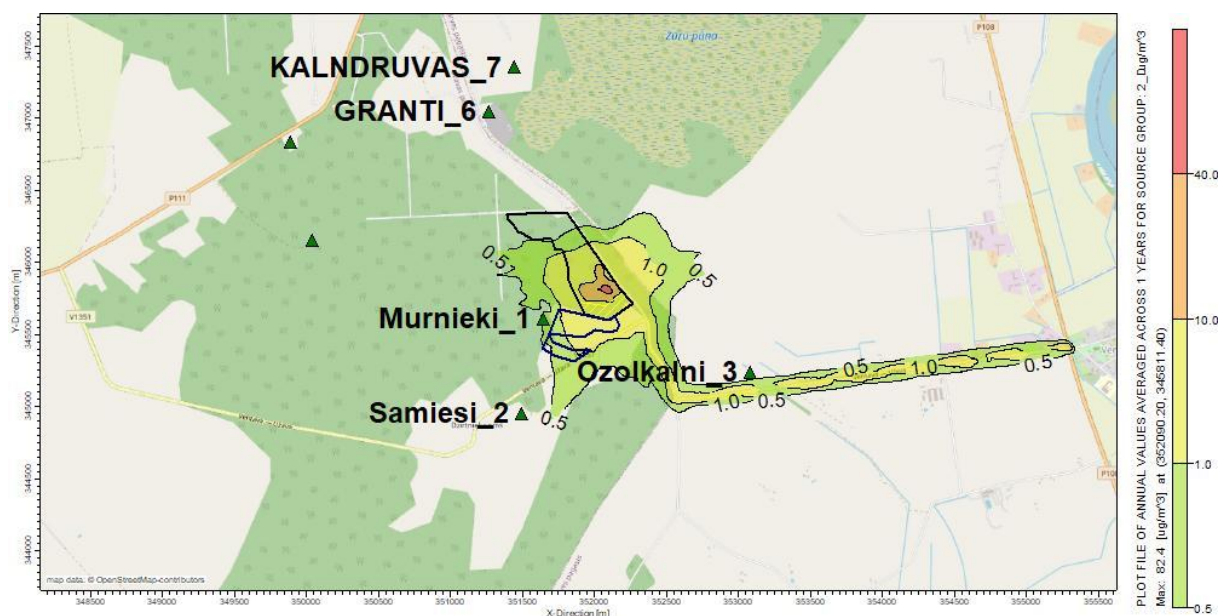 347500
347000
346500
346000
345500
345000
344500
344000
Y-Direction [m]
KALNDRUVAS_7
GRANTI_6
P111
V1351
Zūru purvs
P108
0.5
1.0
0.5
Murnieki_1
Ozolkalni_3
0.5
1.0
0.5
1.0
0.5
Samiesi_2
0.5
map data: © OpenStreetMap-contributors
348500
349000
349500
350000
350500
351000
351500
352000
352500
353000
353500
354000
354500
355000
355500
X-Direction [m]
PLOT FILE OF ANNUAL VALUES AVERAGED ACROSS 1 YEARS FOR SOURCE GROUP: 2_Dug/m^3
Max: 82.4 [ug/m^3] at (352090.20, 345811.40)
40.0
10.0
1.0
0.5